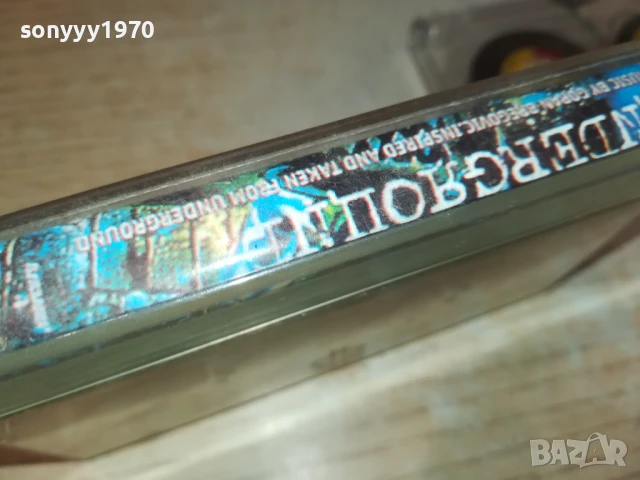 sonyyy1970
MUSIC BY GORAN BREGOVIC INSPIRED AND TAKEN FROM UNDERGROUND
UNDERGROUND
BAZAR